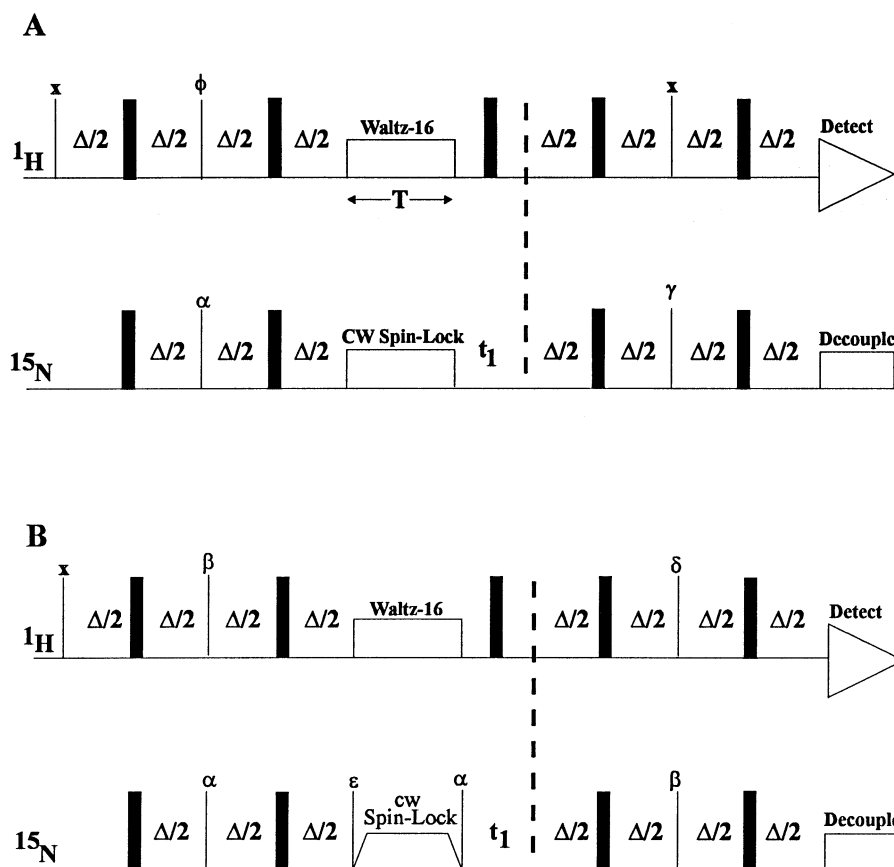 A
x
ϕ
x
Δ/2 Δ/2 Δ/2 Δ/2 Waltz-16 Δ/2 Δ/2 Δ/2 Δ/2 Detect
1H
T
α
γ
Δ/2 Δ/2 Δ/2 CW Spin-Lock t1 Δ/2 Δ/2 Δ/2 Δ/2 Decouple
15N
B
x
β
δ
Δ/2 Δ/2 Δ/2 Δ/2 Waltz-16 Δ/2 Δ/2 Δ/2 Δ/2 Detect
1H
α
ε
α
β
Δ/2 Δ/2 Δ/2 cw
Spin-Lock
t1 Δ/2 Δ/2 Δ/2 Δ/2 Decouple
15N